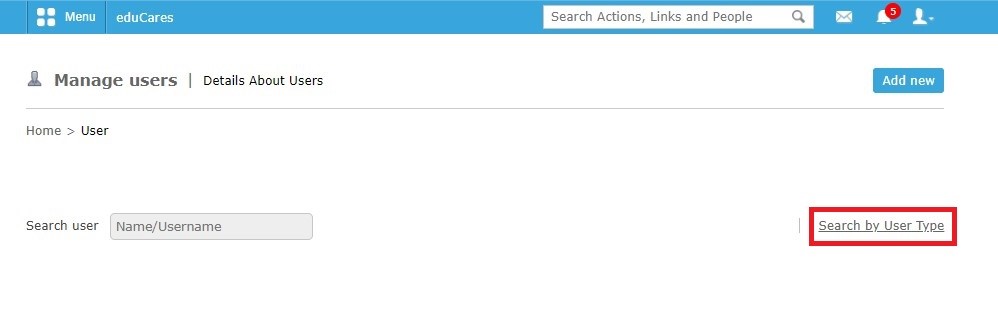 Menu eduCares Search Actions, Links and People 5
Manage users | Details About Users Add new
Home > User
Search user Name/Username | Search by User Type